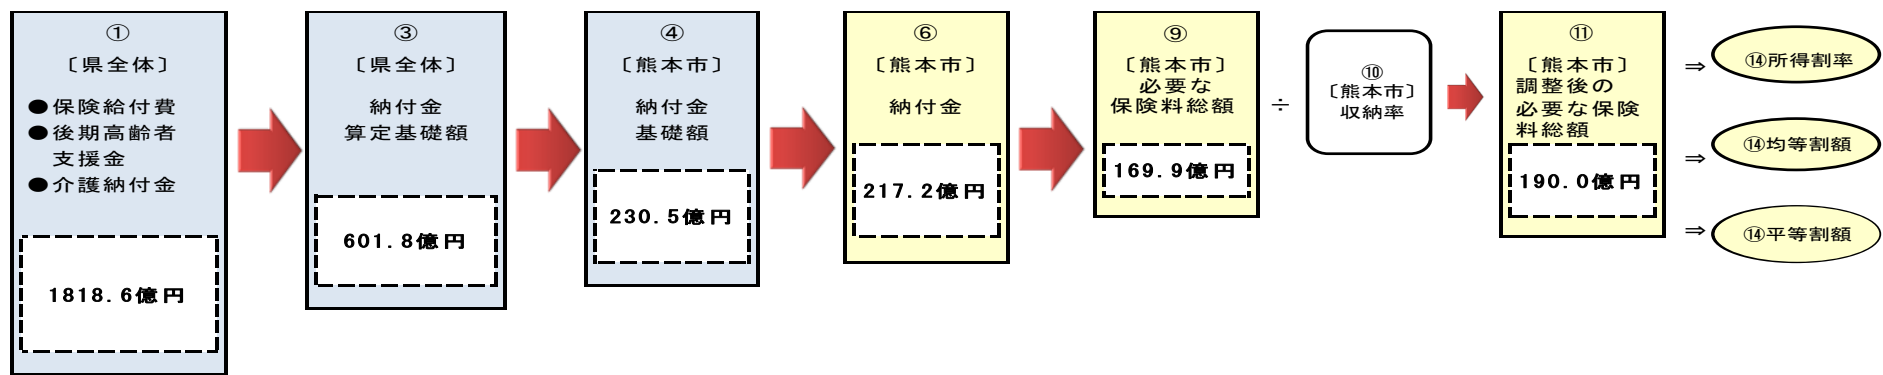 ①
〔県全体〕
●保険給付費
●後期高齢者
支援金
●介護納付金
1818.6億円
③
〔県全体〕
納付金
算定基礎額
601.8億円
④
〔熊本市〕
納付金
基礎額
230.5億円
⑥
〔熊本市〕
納付金
217.2億円
⑨
〔熊本市〕
必要な
保険料総額
169.9億円
÷
⑩
〔熊本市〕
収納率
⑪
〔熊本市〕
調整後の
必要な保険
料総額
190.0億円
⇒
⑭所得割率
⇒
⑭均等割額
⇒
⑭平等割額